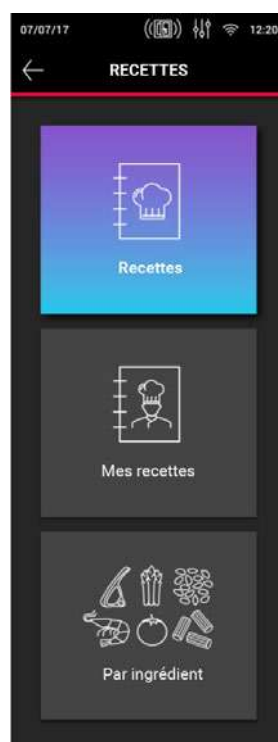 07/07/17 12:20
RECETTES
Recettes
Mes recettes
Par ingrédient